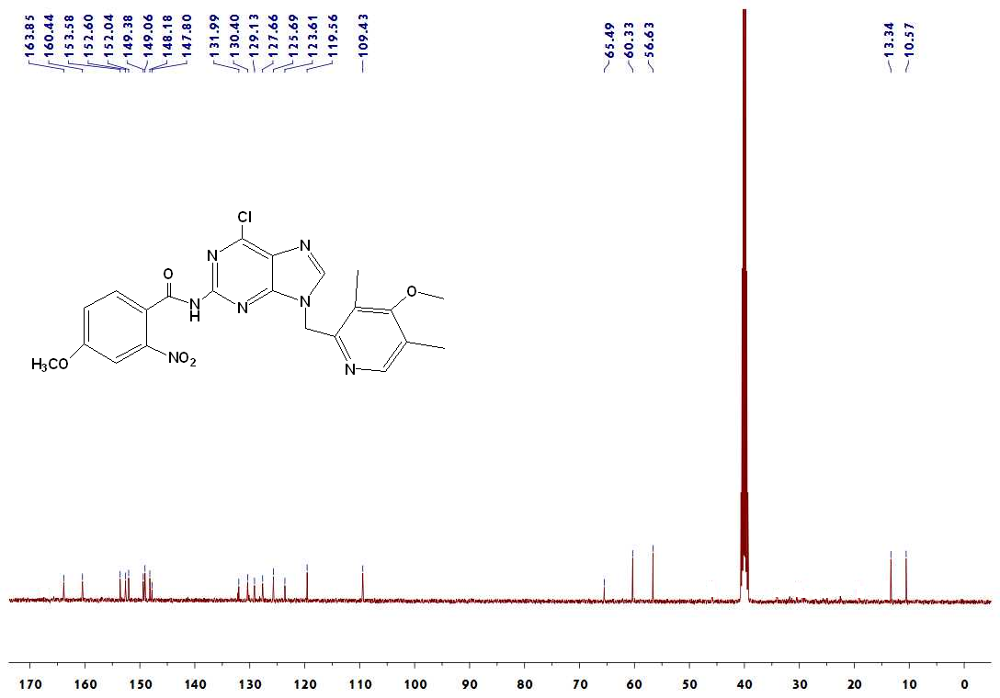 163.85
160.44
153.58
152.60
152.04
149.38
149.06
148.18
147.80
131.99
130.40
129.13
127.66
125.69
123.61
119.56
109.43
65.49
60.33
56.63
13.34
10.57
Cl
N
N
O
N
H
N
N
O
NO2
H3CO
N
170 160 150 140 130 120 110 100 90 80 70 60 50 40 30 20 10 0